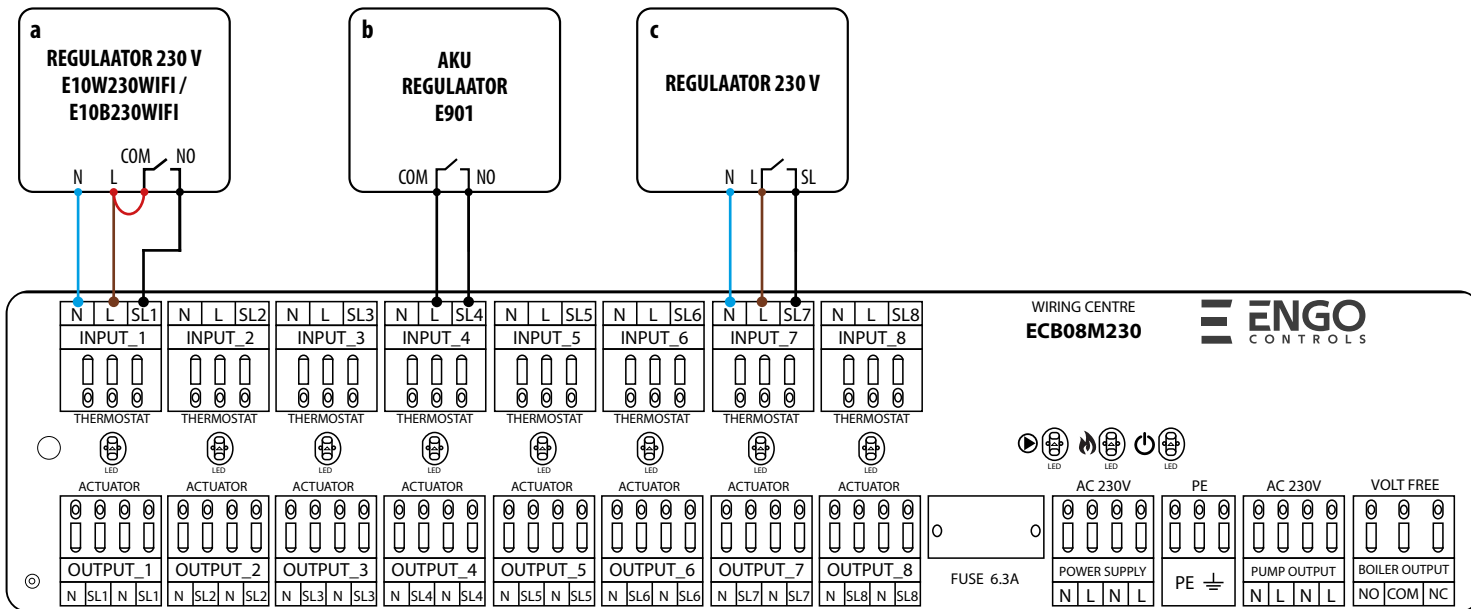 a
REGULAATOR 230 V
E10W230WIFI /
E10B230WIFI
COM NO
N L
b
AKU
REGULAATOR
E901
COM NO
c
REGULAATOR 230 V
N L SL
N L SL1 N L SL2 N L SL3 N L SL4 N L SL5 N L SL6 N L SL7 N L SL8
INPUT_1 INPUT_2 INPUT_3 INPUT_4 INPUT_5 INPUT_6 INPUT_7 INPUT_8
THERMOSTAT THERMOSTAT THERMOSTAT THERMOSTAT THERMOSTAT THERMOSTAT THERMOSTAT THERMOSTAT
LED LED LED LED LED LED LED LED
WIRING CENTRE
ECB08M230
ENGO
CONTROLS
LED LED LED
ACTUATOR ACTUATOR ACTUATOR ACTUATOR ACTUATOR ACTUATOR ACTUATOR ACTUATOR
OUTPUT_1 OUTPUT_2 OUTPUT_3 OUTPUT_4 OUTPUT_5 OUTPUT_6 OUTPUT_7 OUTPUT_8
N SL1 N SL1 N SL2 N SL2 N SL3 N SL3 N SL4 N SL4 N SL5 N SL5 N SL6 N SL6 N SL7 N SL7 N SL8 N SL8
FUSE 6.3A
AC 230V
POWER SUPPLY
N L N L
PE
PE
AC 230V
PUMP OUTPUT
N L N L
VOLT FREE
BOILER OUTPUT
NO COM NC